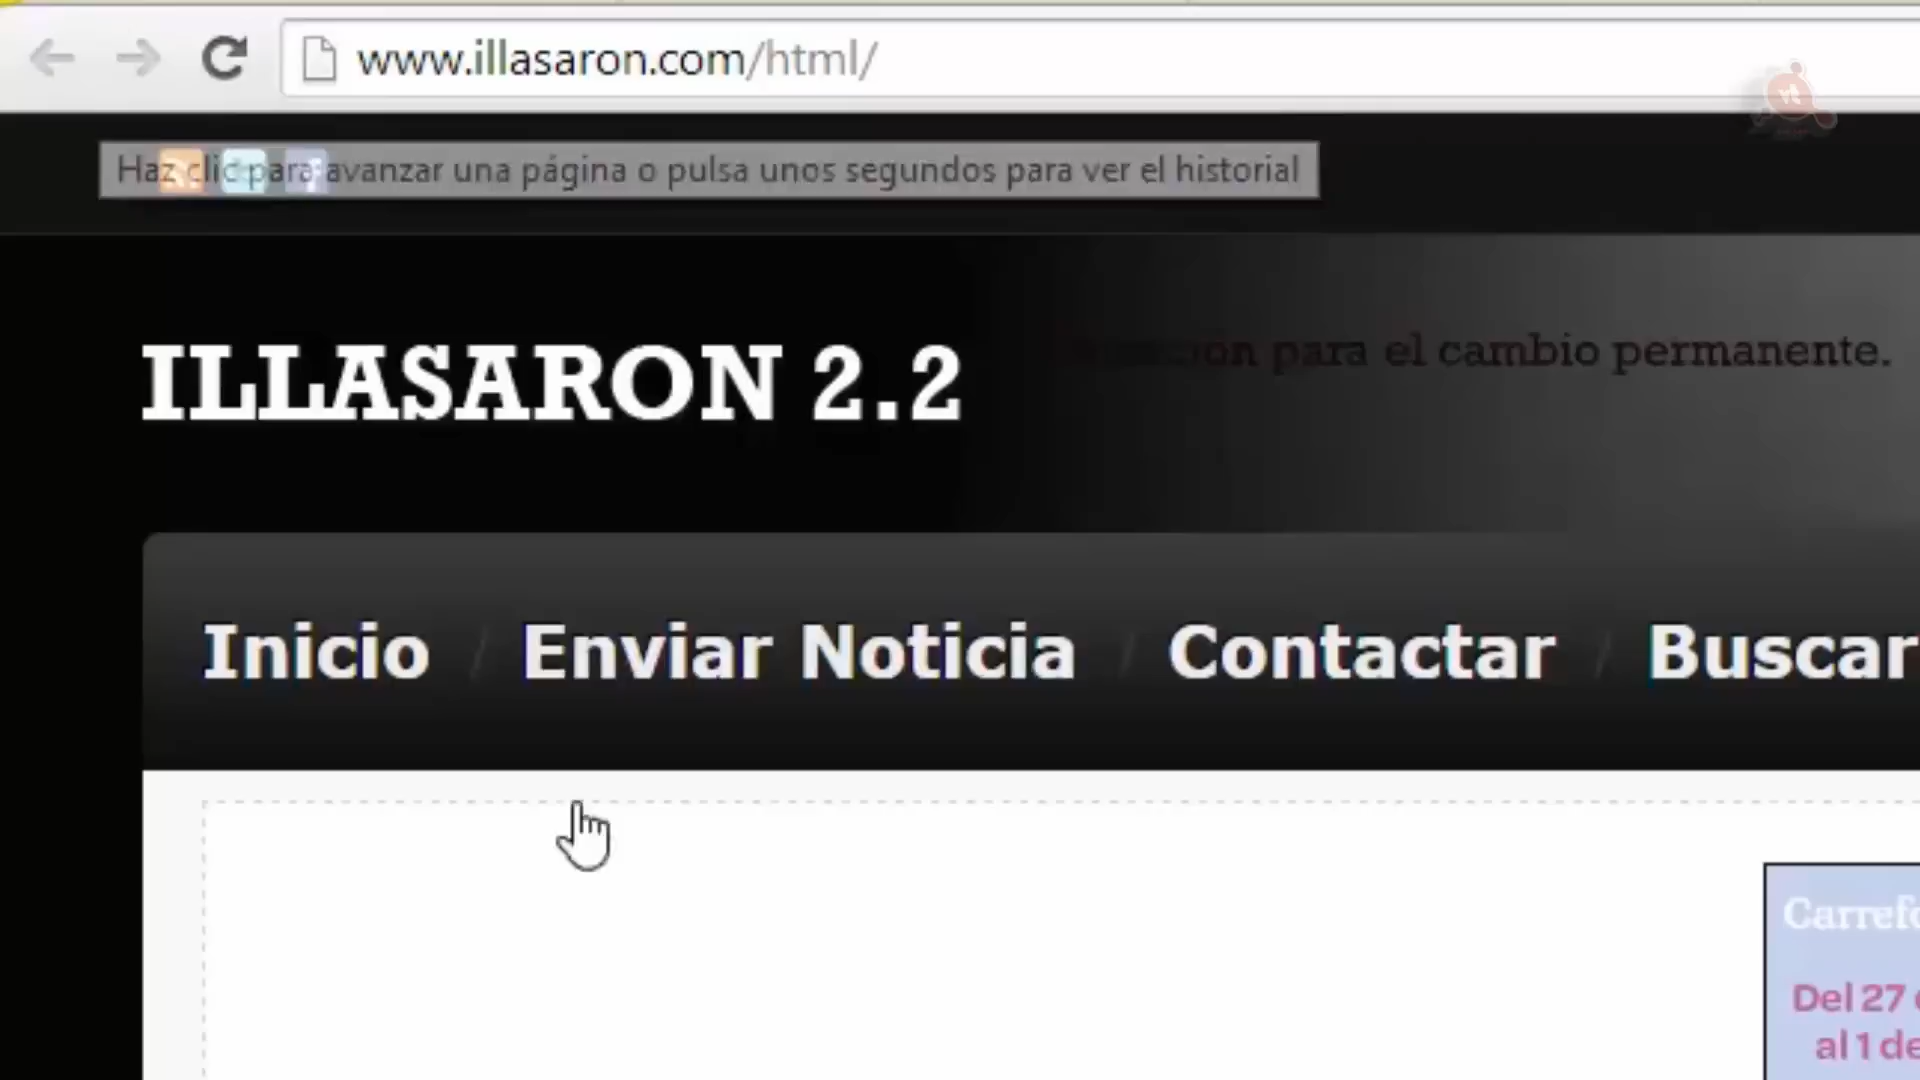 www.illasaron.com/html/
Haz clic para avanzar una página o pulsa unos segundos para ver el historial
para el cambio permanente.
ILLASARON 2.2
Inicio / Enviar Noticia / Contactar / Buscar
Del 27
al 1 de